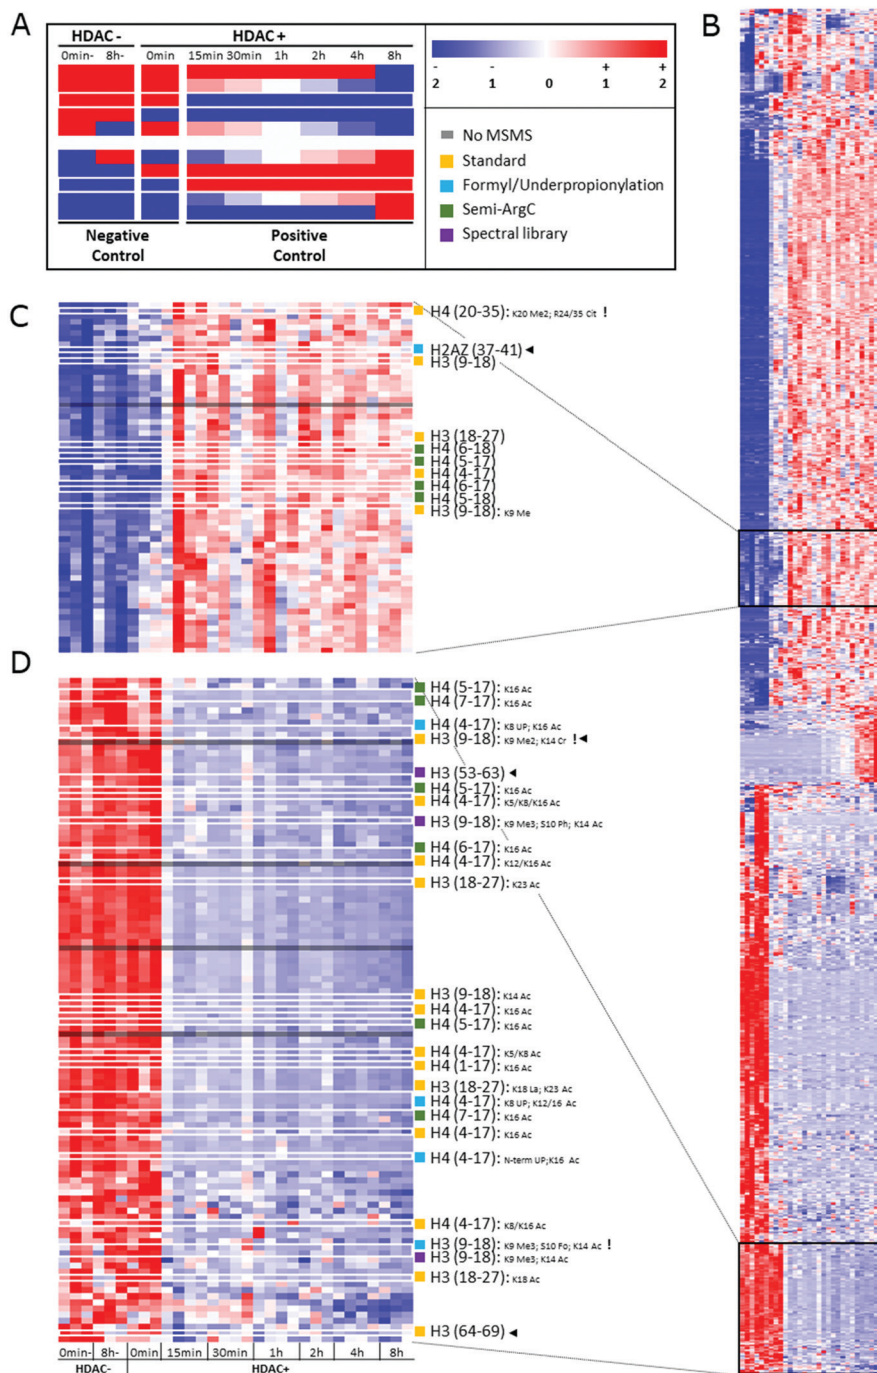 A
B
HDAC -
HDAC +
0min- 8h- 0min 15min 30min 1h 2h 4h 8h
Negative
Control
Positive
Control
- - + +
2 1 0 1 2
No MSMS
Standard
Formyl/Underpropionylation
Semi-ArgC
Spectral library
C
H4 (20-35): K20 Me2; R24/35 Cit !
H2AZ (37-41)◄
H3 (9-18)
H3 (18-27)
H4 (6-18)
H4 (5-17)
H4 (4-17)
H4 (6-17)
H4 (5-18)
H3 (9-18): K9 Me
D
H4 (5-17): K16 Ac
H4 (7-17): K16 Ac
H4 (4-17): K8 UP; K16 Ac
H3 (9-18): K9 Me2; K14 Cr !◄
H3 (53-63) ◄
H4 (5-17): K16 Ac
H4 (4-17): K5/K8/K16 Ac
H3 (9-18): K9 Me3; S10 Ph; K14 Ac
H4 (6-17): K16 Ac
H4 (4-17): K12/K16 Ac
H3 (18-27): K23 Ac
H3 (9-18): K14 Ac
H4 (4-17): K16 Ac
H4 (5-17): K16 Ac
H4 (4-17): K5/K8 Ac
H4 (1-17): K16 Ac
H3 (18-27): K18 La; K23 Ac
H4 (4-17): K8 UP; K12/16 Ac
H4 (7-17): K16 Ac
H4 (4-17): K16 Ac
H4 (4-17): N-term UP;K16 Ac
H4 (4-17): K8/K16 Ac
H3 (9-18): K9 Me3; S10 Fo; K14 Ac !
H3 (9-18): K9 Me3; K14 Ac
H3 (18-27): K18 Ac
H3 (64-69) ◄
0min- 8h- 0min 15min 30min 1h 2h 4h 8h
HDAC- HDAC+